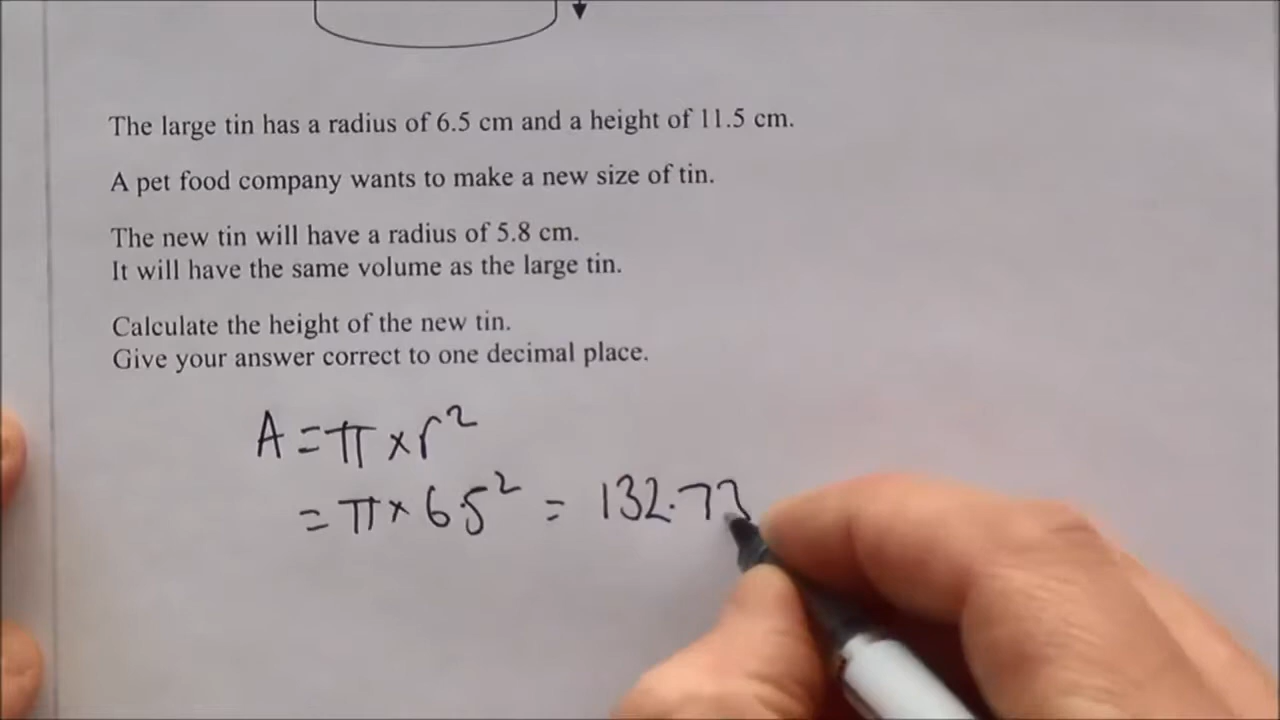 The large tin has a radius of 6.5 cm and a height of 11.5 cm.
A pet food company wants to make a new size of tin.
The new tin will have a radius of 5.8 cm.
It will have the same volume as the large tin.
Calculate the height of the new tin.
Give your answer correct to one decimal place.
A = π × r²
= π × 6.5² = 132.73